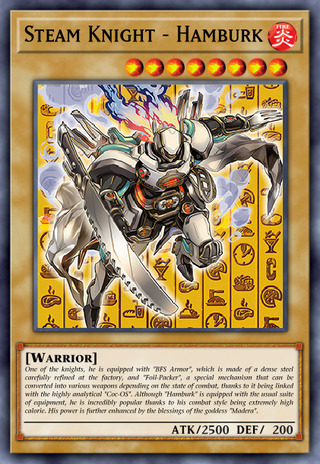 STEAM KNIGHT - HAMBURK
FIRE
炎
[WARRIOR]
One of the knights, he is equipped with "BFS Armor", which is made of a dense steel
carefully refined at the factory, and "Foil-Packer", a special mechanism that can be
converted into various weapons depending on the state of combat, thanks to it being linked
with the highly analytical "Coc-OS". Although "Hamburk" is equipped with the usual suite
of equipment, he is incredibly popular thanks to his combat style being extremely high
calorie. His power is further enhanced by the blessings of the goddess "Madera".
ATK/2500 DEF/ 200